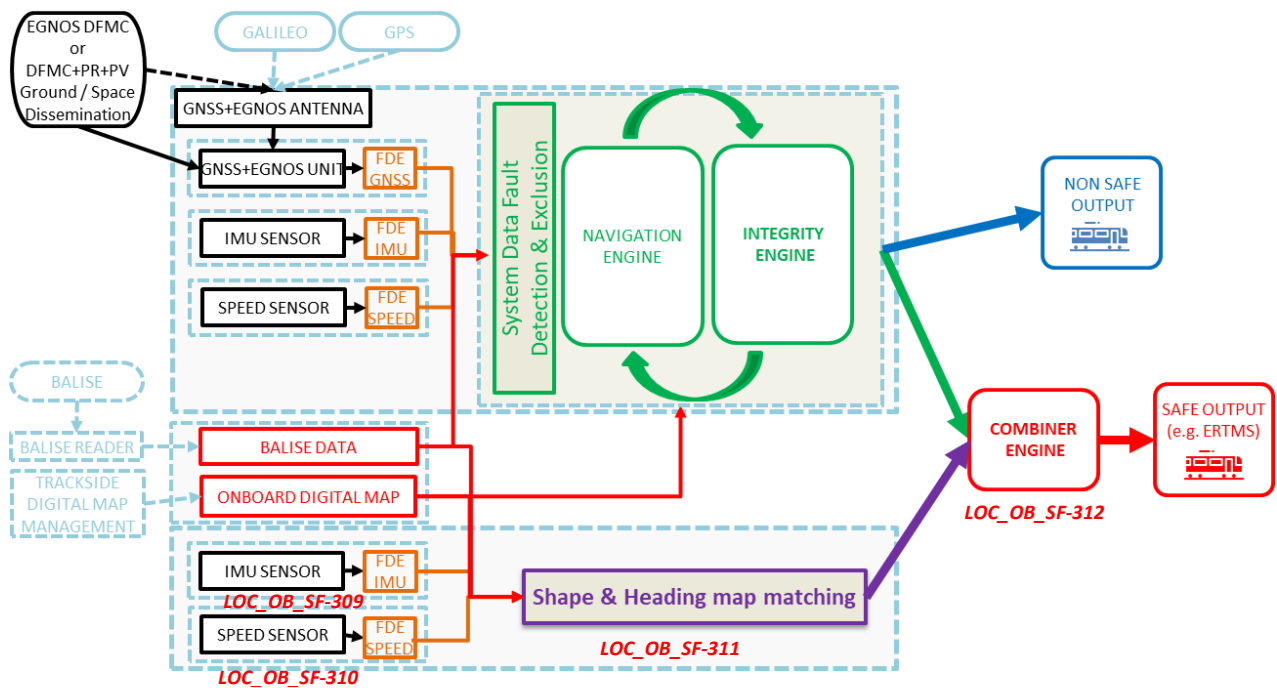 EGNOS DFMC
or
DFMC+PR+PV
Ground / Space
Dissemination
GALILEO
GPS
GNSS+EGNOS ANTENNA
GNSS+EGNOS UNIT
FDE
GNSS
IMU SENSOR
FDE
IMU
SPEED SENSOR
FDE
SPEED
System Data Fault
Detection & Exclusion
NAVIGATION
ENGINE
INTEGRITY
ENGINE
NON SAFE
OUTPUT
BALISE
BALISE READER
BALISE DATA
TRACKSIDE
DIGITAL MAP
MANAGEMENT
ONBOARD DIGITAL MAP
COMBINER
ENGINE
LOC_OB_SF-312
SAFE OUTPUT
(e.g. ERTMS)
IMU SENSOR
FDE
IMU
LOC_OB_SF-309
SPEED SENSOR
FDE
SPEED
LOC_OB_SF-310
Shape & Heading map matching
LOC_OB_SF-311